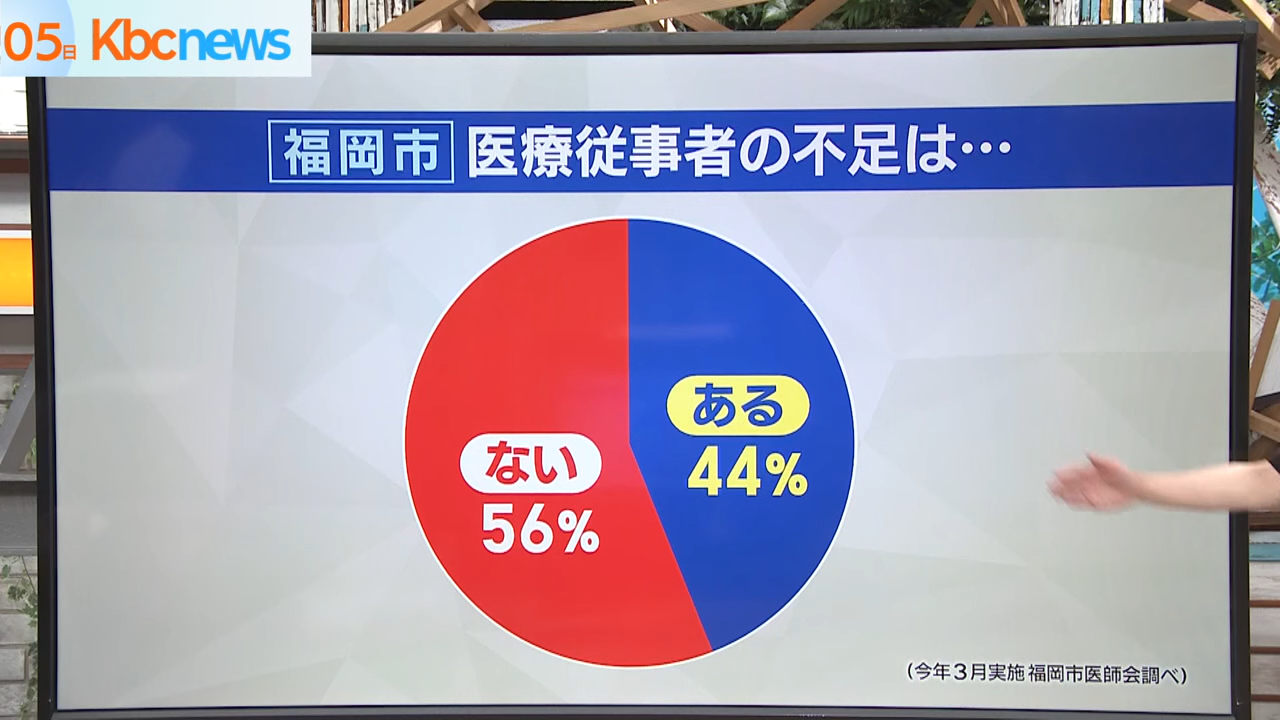 05日 Kbcnews
福岡市 医療従事者の不足は…
ある
44%
ない
56%
(今年3月実施 福岡市医師会調べ)